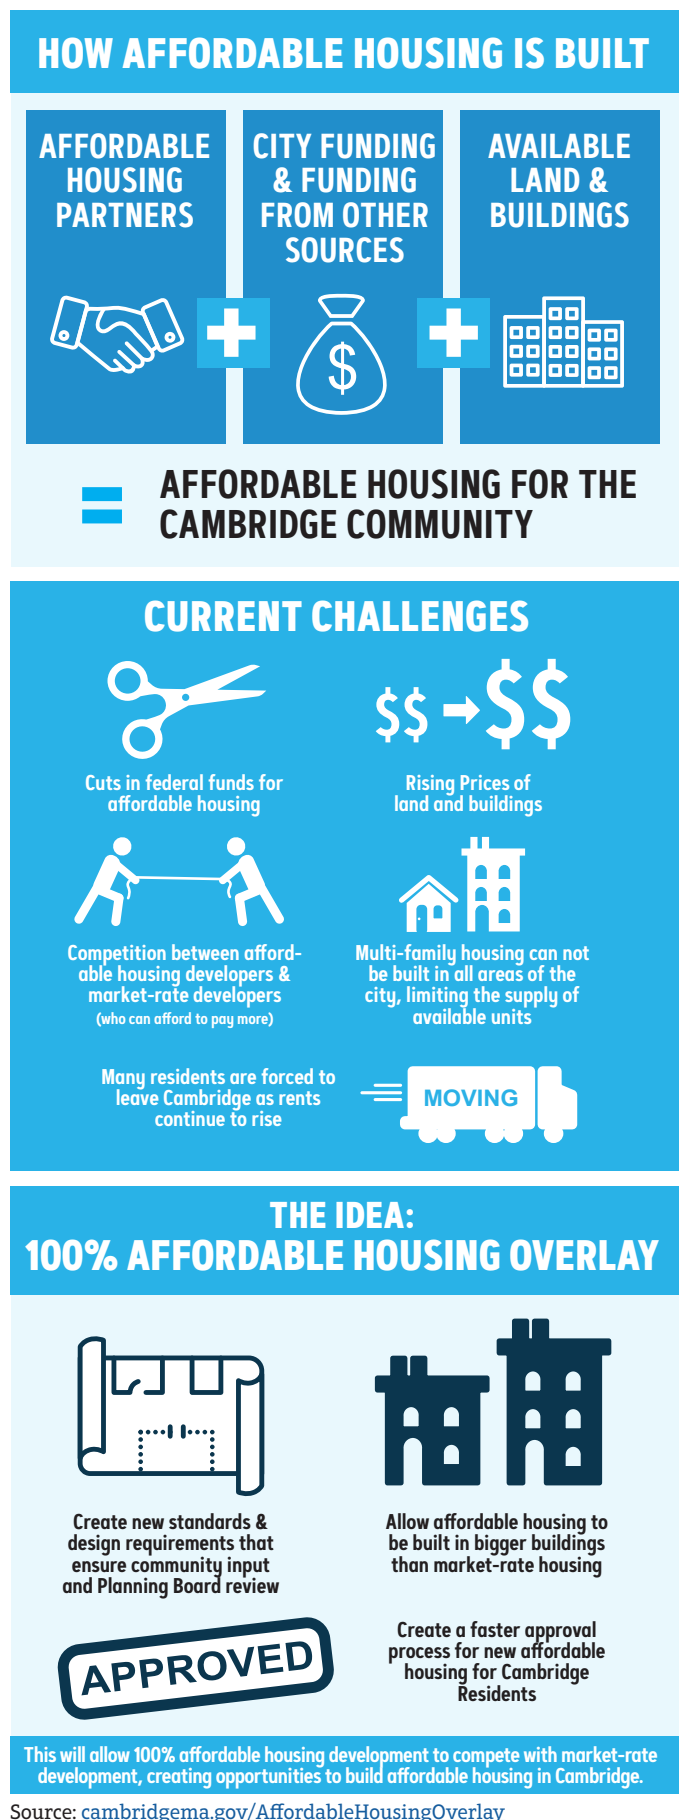 HOW AFFORDABLE HOUSING IS BUILT
AFFORDABLE
HOUSING
PARTNERS
CITY FUNDING
& FUNDING
FROM OTHER
SOURCES
$
AVAILABLE
LAND &
BUILDINGS
+
+
=
AFFORDABLE HOUSING FOR THE
CAMBRIDGE COMMUNITY
CURRENT CHALLENGES
Cuts in federal funds for
affordable housing
$$ $$
Rising Prices of
land and buildings
Competition between afford-
able housing developers &
market-rate developers
(who can afford to pay more)
Multi-family housing can not
be built in all areas of the
city, limiting the supply of
available units
Many residents are forced to
leave Cambridge as rents
continue to rise
MOVING
THE IDEA:
100% AFFORDABLE HOUSING OVERLAY
Create new standards &
design requirements that
ensure community input
and Planning Board review
Allow affordable housing to
be built in bigger buildings
than market-rate housing
APPROVED
Create a faster approval
process for new affordable
housing for Cambridge
Residents
This will allow 100% affordable housing development to compete with market-rate
development, creating opportunities to build affordable housing in Cambridge.
Source: cambridgema.gov/AffordableHousingOverlay